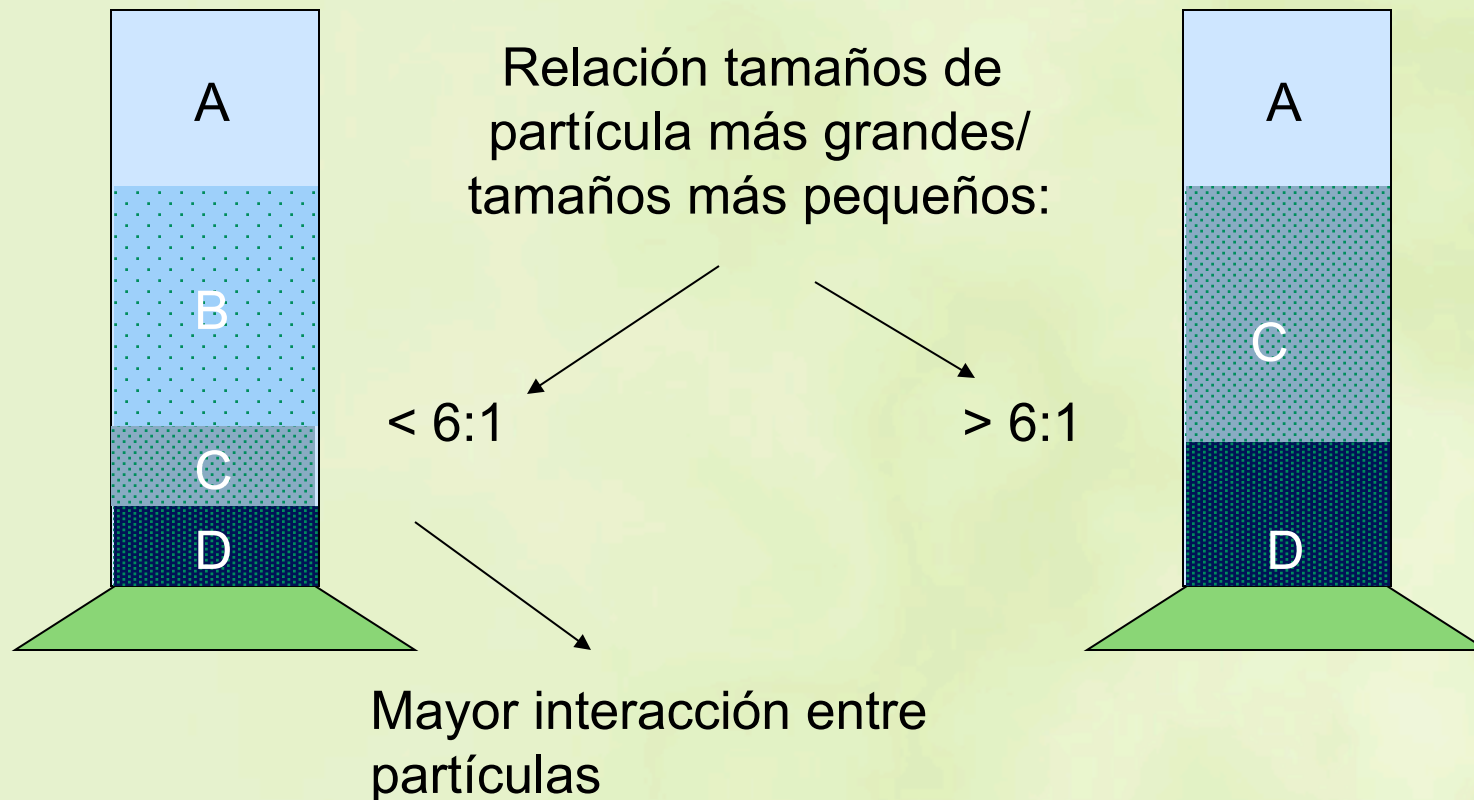 A
B
C
D
Relación tamaños de
partícula más grandes/
tamaños más pequeños:
< 6:1
> 6:1
Mayor interacción entre
partículas
A
C
D